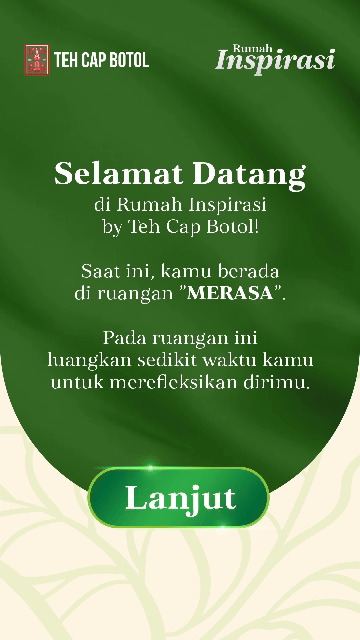 TEH CAP BOTOL
Rumah
Inspirasi
Selamat Datang
di Rumah Inspirasi
by Teh Cap Botol!
Saat ini, kamu berada
di ruangan "MERASA".
Pada ruangan ini
luangkan sedikit waktu kamu
untuk merefleksikan dirimu.
Lanjut